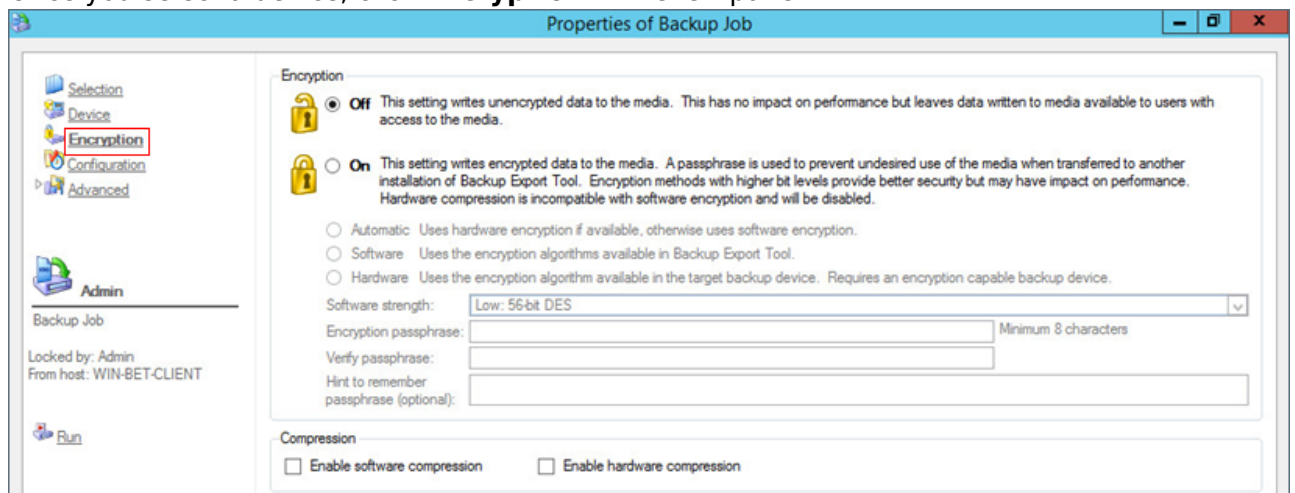 Properties of Backup Job
Selection
Device
Encryption
Configuration
Advanced
Admin
Backup Job
Locked by: Admin
From host: WIN-BET-CLIENT
Run
Encryption
Off This setting writes unencrypted data to the media. This has no impact on performance but leaves data written to media available to users with
access to the media.
On This setting writes encrypted data to the media. A passphrase is used to prevent undesired use of the media when transferred to another
installation of Backup Export Tool. Encryption methods with higher bit levels provide better security but may have impact on performance.
Hardware compression is incompatible with software encryption and will be disabled.
Automatic Uses hardware encryption if available, otherwise uses software encryption.
Software Uses the encryption algorithms available in Backup Export Tool.
Hardware Uses the encryption algorithm available in the target backup device. Requires an encryption capable backup device.
Software strength: Low: 56-bit DES
Encryption passphrase: Minimum 8 characters
Verify passphrase:
Hint to remember
passphrase (optional):
Compression
Enable software compression Enable hardware compression